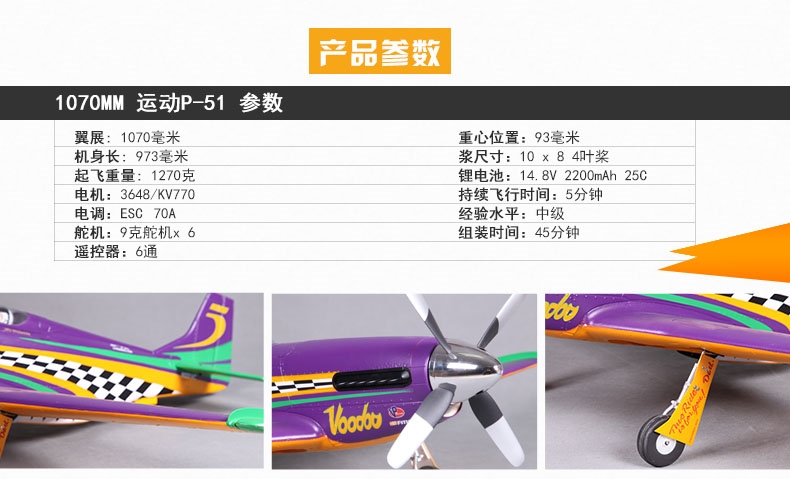 产品参数
1070MM 运动P-51 参数
翼展: 1070毫米
重心位置: 93毫米
机身长: 973毫米
浆尺寸: 10 x 8 4叶桨
起飞重量: 1270克
锂电池: 14.8V 2200mAh 25C
电机: 3648/KV770
持续飞行时间: 5分钟
电调: ESC 70A
经验水平: 中级
舵机: 9克舵机x 6
组装时间: 45分钟
遥控器: 6通
5
Voodoo
This Ride